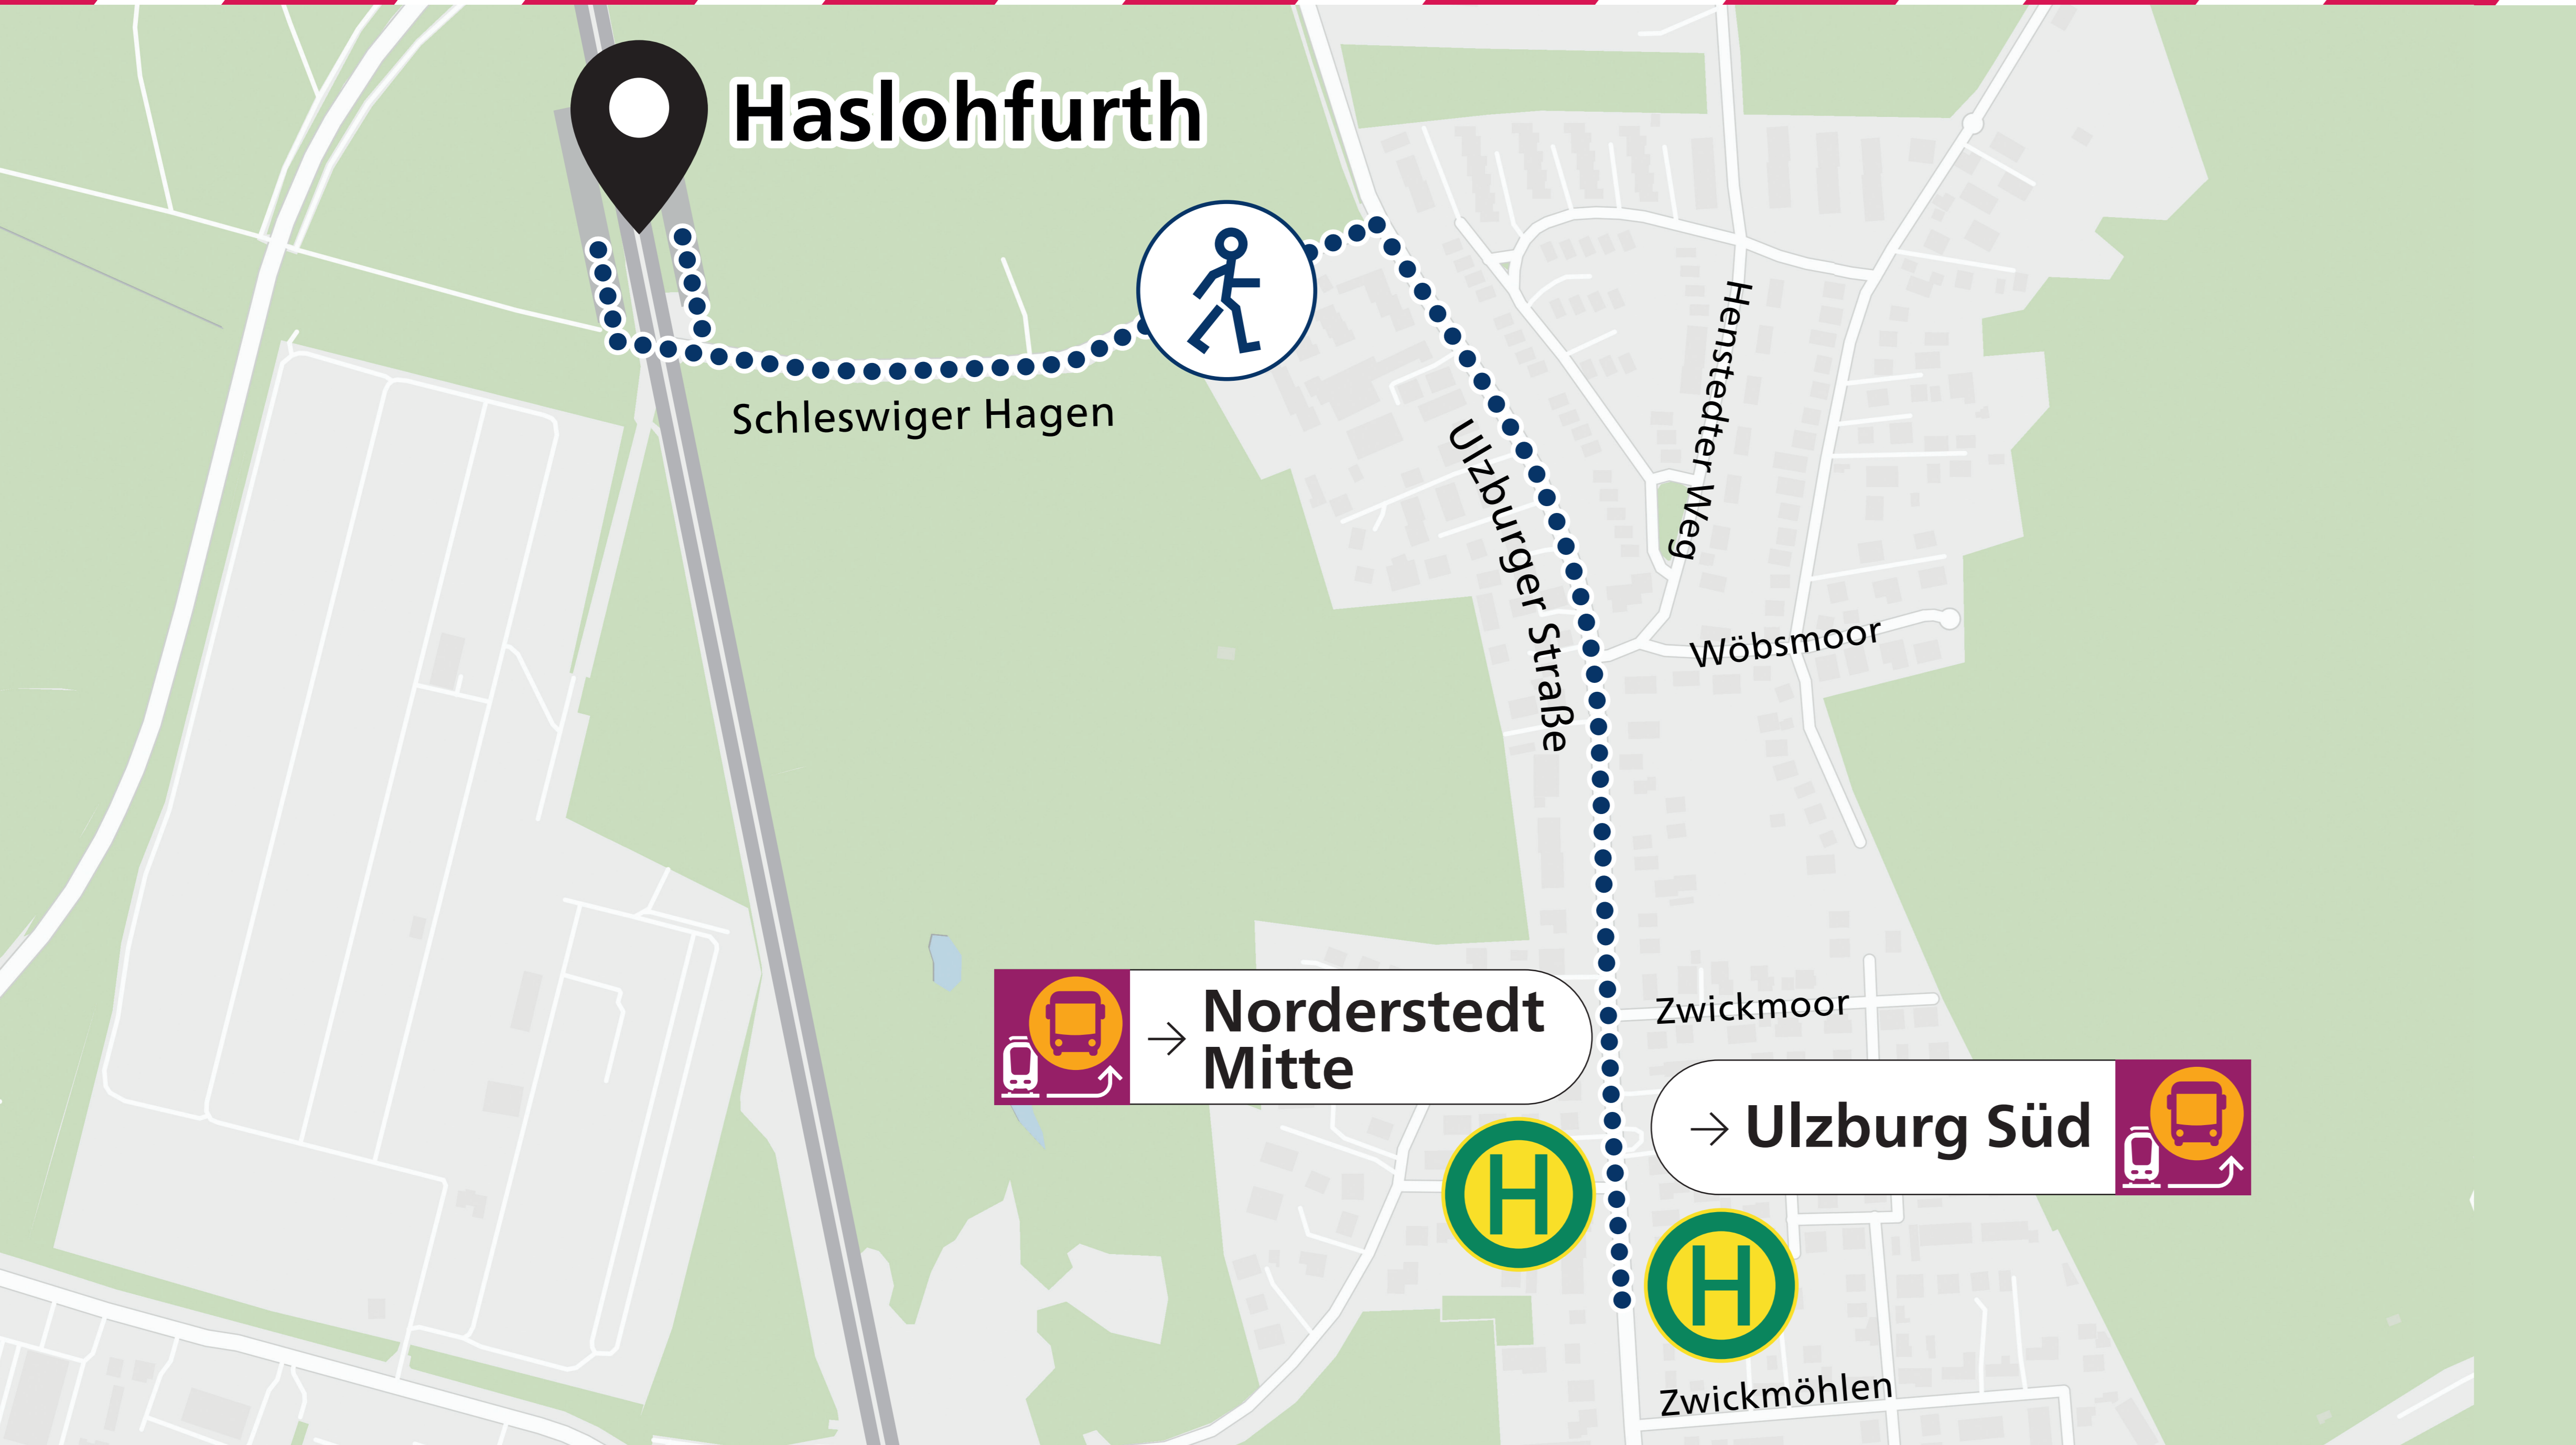 Haslohfurth
Schleswiger Hagen
Ulzburger Straße
Henstedter Weg
Wöbsmoor
→ Norderstedt
Mitte
Zwickmoor
→ Ulzburg Süd
H
H
Zwickmöhlen